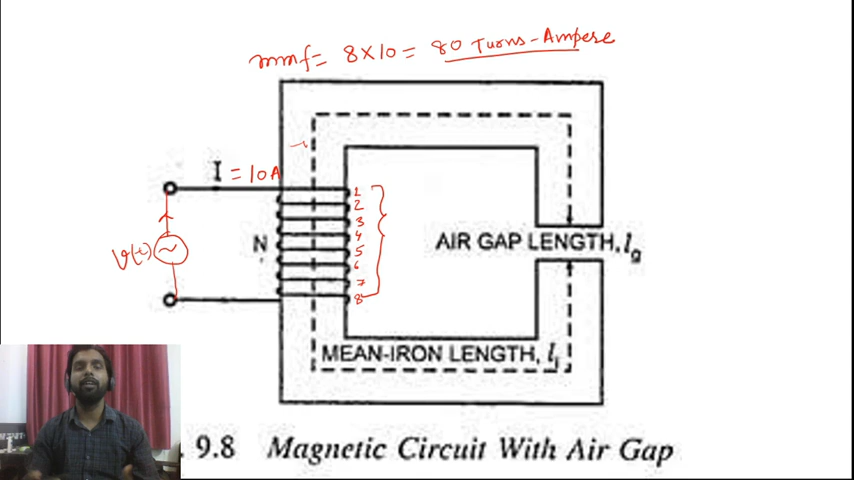 mmf = 8 × 10 = 80 Turns-Ampere
I = 10A
1
2
3
4
5
6
7
8
N
V(t)
AIR GAP LENGTH, lg
MEAN-IRON LENGTH, li
. 9.8 Magnetic Circuit With Air Gap